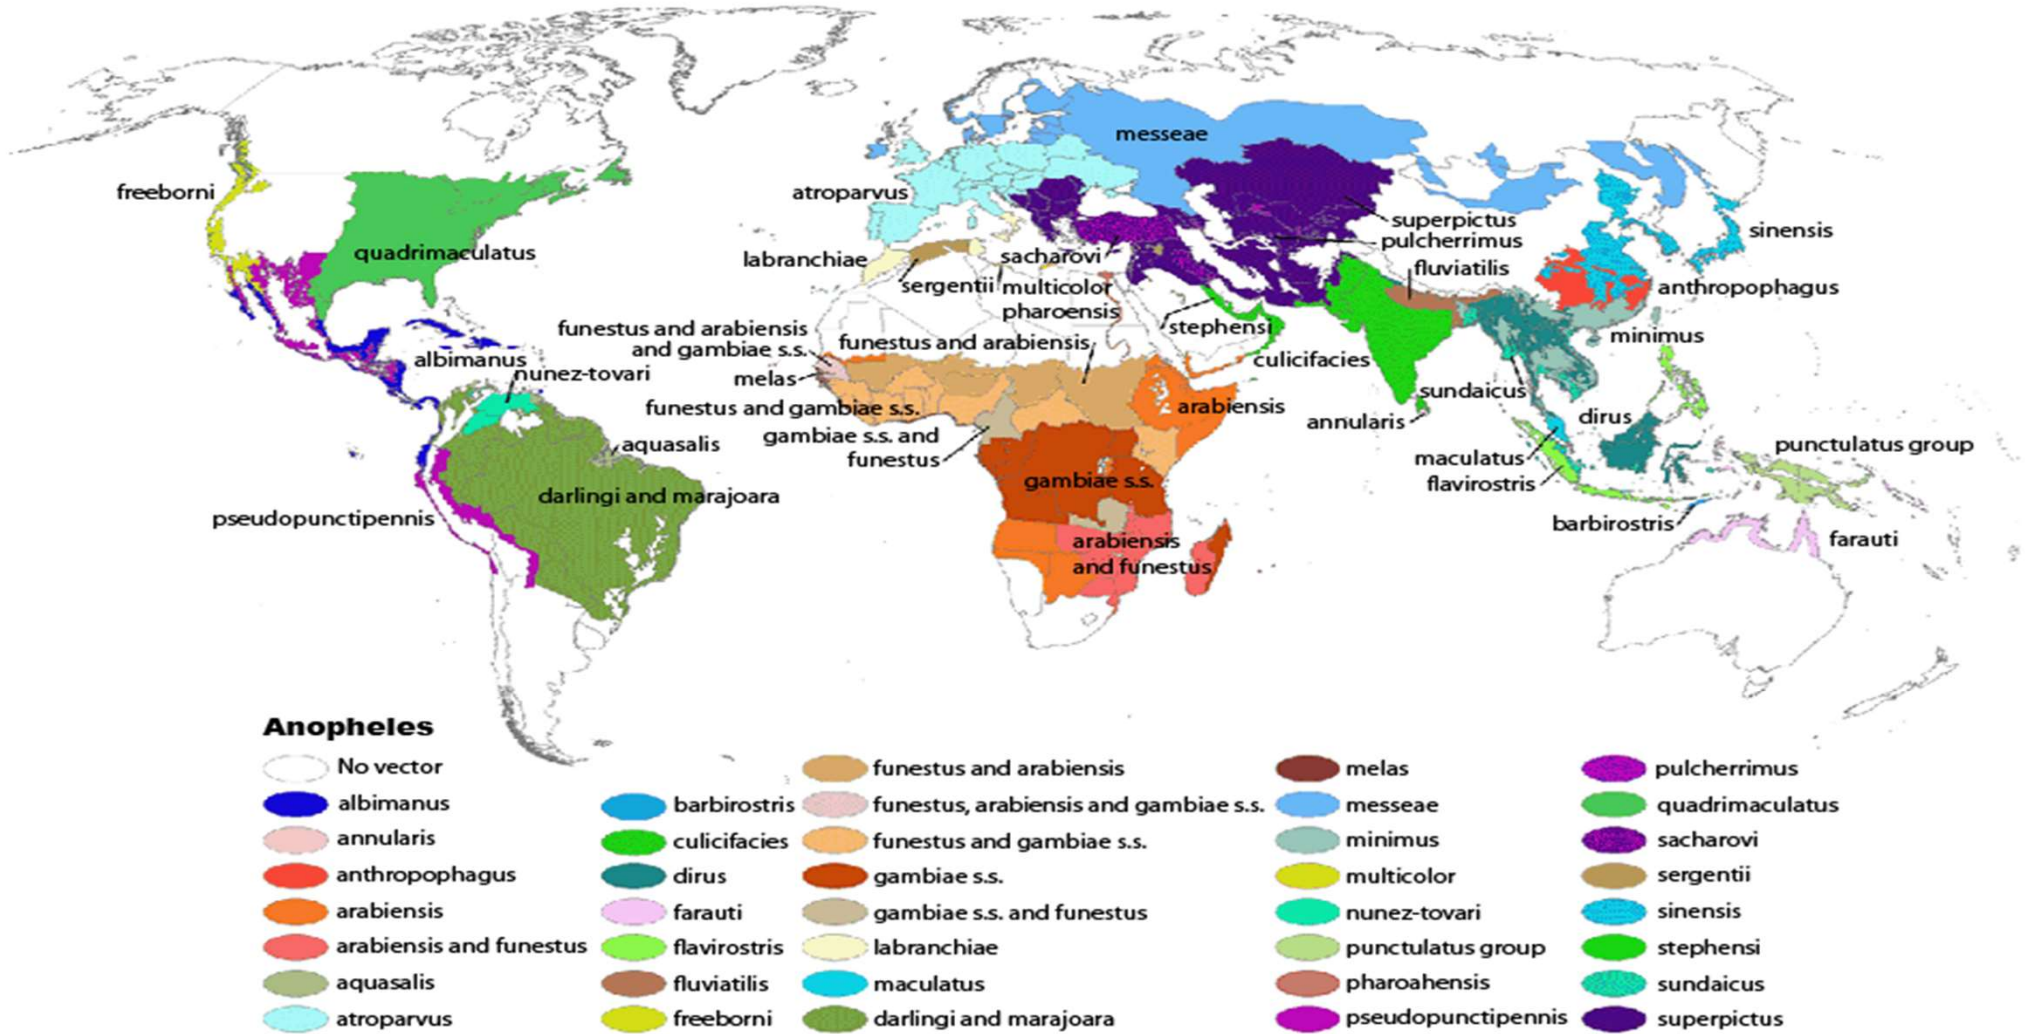 messeae
freeborni
atroparvus
superpictus
quadrimaculatus
sinensis
pulcherrimus
labranchiae
sacharovi
fluviatilis
sergentii
multicolor
anthropophagus
pharoensis
stephensi
funestus and arabiensis
and gambiae s.s.
funestus and arabiensis
minimus
albimanus
culicifacies
nunez-tovari
melas
sundaicus
funestus and gambiae s.s.
arabiensis
dirus
annularis
gambiae s.s. and
funestus
aquasalis
punctulatus group
maculatus
gambiae s.s.
flavirostris
darlingi and marajoara
pseudopunctipennis
barbirostris
arabiensis
and funestus
farauti
Anopheles
No vector
albimanus
annularis
anthropophagus
arabiensis
arabiensis and funestus
aquasalis
atroparvus
barbirostris
culicifacies
dirus
farauti
flavirostris
fluviatilis
freeborni
funestus and arabiensis
funestus, arabiensis and gambiae s.s.
funestus and gambiae s.s.
gambiae s.s.
gambiae s.s. and funestus
labranchiae
maculatus
darlingi and marajoara
melas
messeae
minimus
multicolor
nunez-tovari
punctulatus group
pharoahensis
pseudopunctipennis
pulcherrimus
quadrimaculatus
sacharovi
sergentii
sinensis
stephensi
sundaicus
superpictus